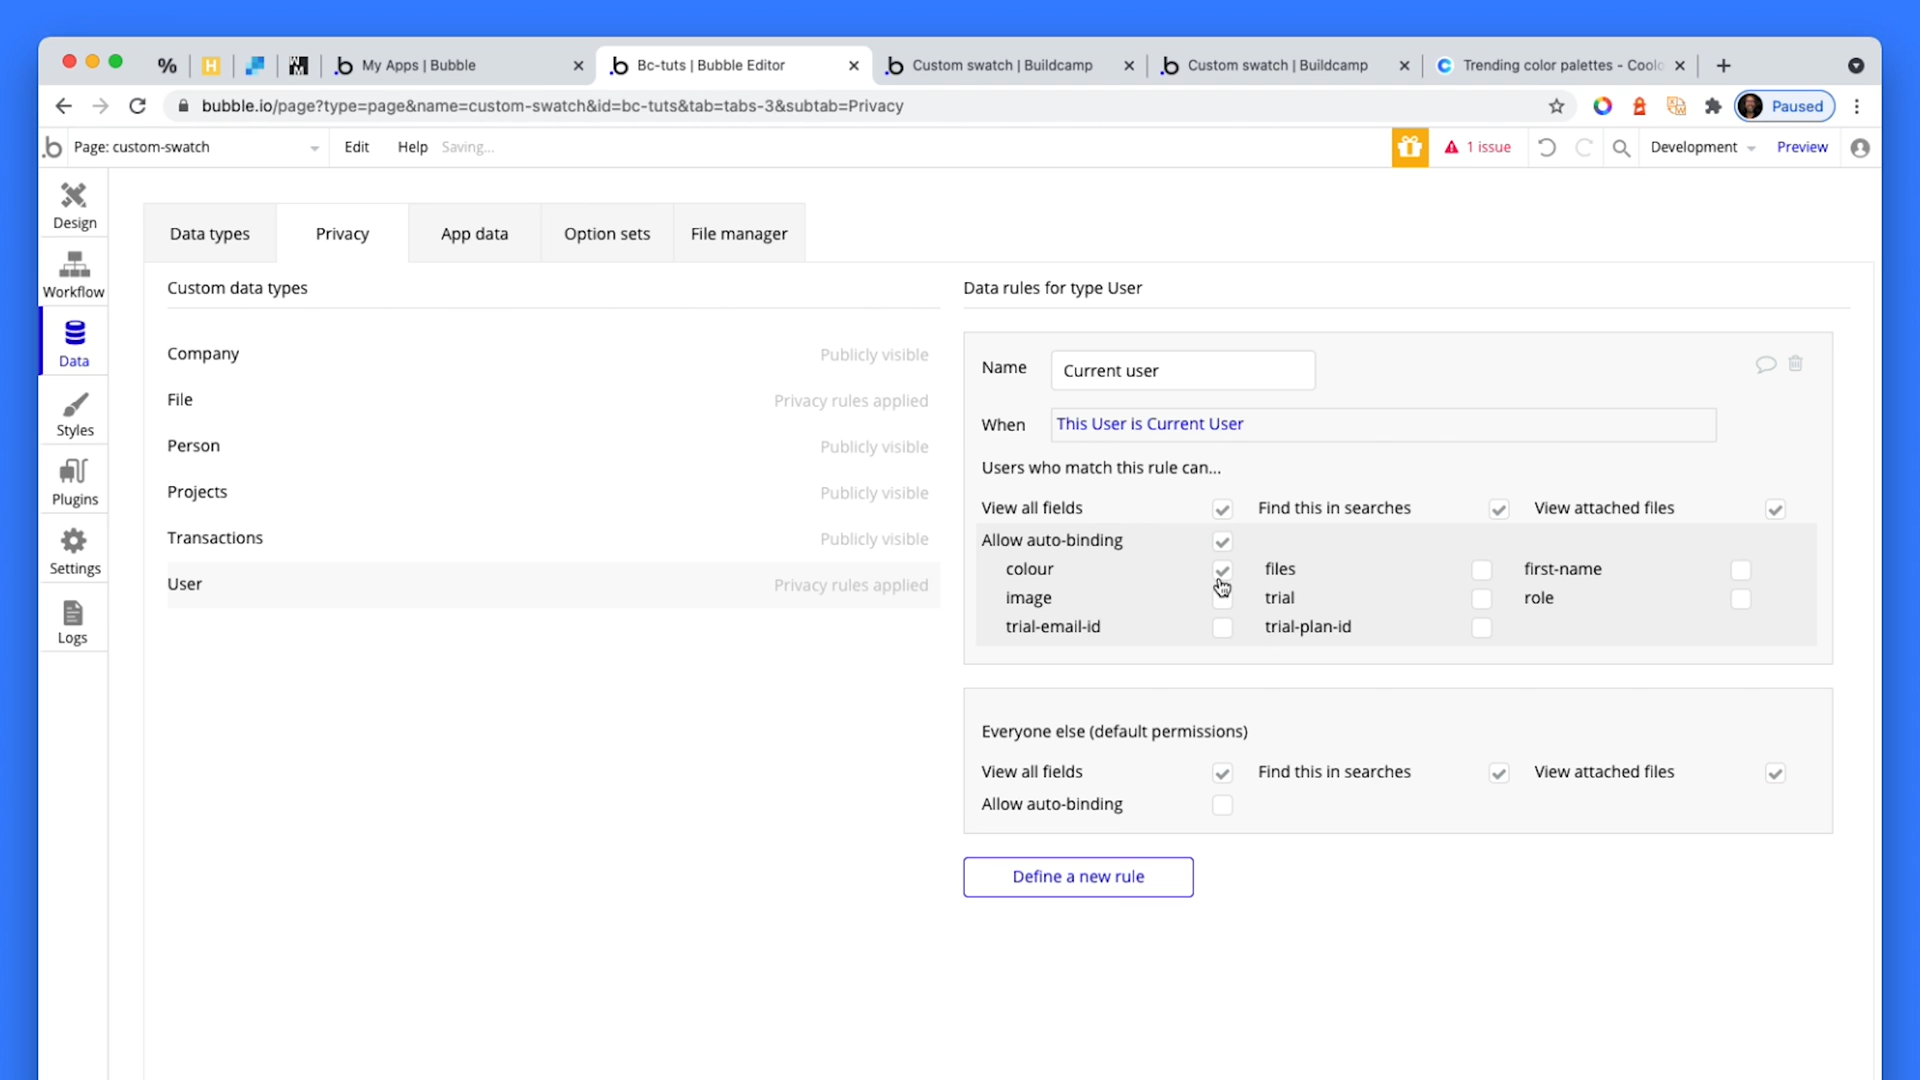 My Apps | Bubble
Bc-tuts | Bubble Editor
Custom swatch | Buildcamp
Custom swatch | Buildcamp
Trending color palettes - Coolo
bubble.io/page?type=page&name=custom-swatch&id=bc-tuts&tab=tabs-3&subtab=Privacy
Paused
Page: custom-swatch
Edit
Help
Saving...
1 issue
Development
Preview
Design
Workflow
Data
Styles
Plugins
Settings
Logs
Data types
Privacy
App data
Option sets
File manager
Custom data types
Company Publicly visible
File Privacy rules applied
Person Publicly visible
Projects Publicly visible
Transactions Publicly visible
User Privacy rules applied
Data rules for type User
Name Current user
When This User is Current User
Users who match this rule can...
View all fields Find this in searches View attached files
Allow auto-binding
colour files first-name
image trial role
trial-email-id trial-plan-id
Everyone else (default permissions)
View all fields Find this in searches View attached files
Allow auto-binding
Define a new rule